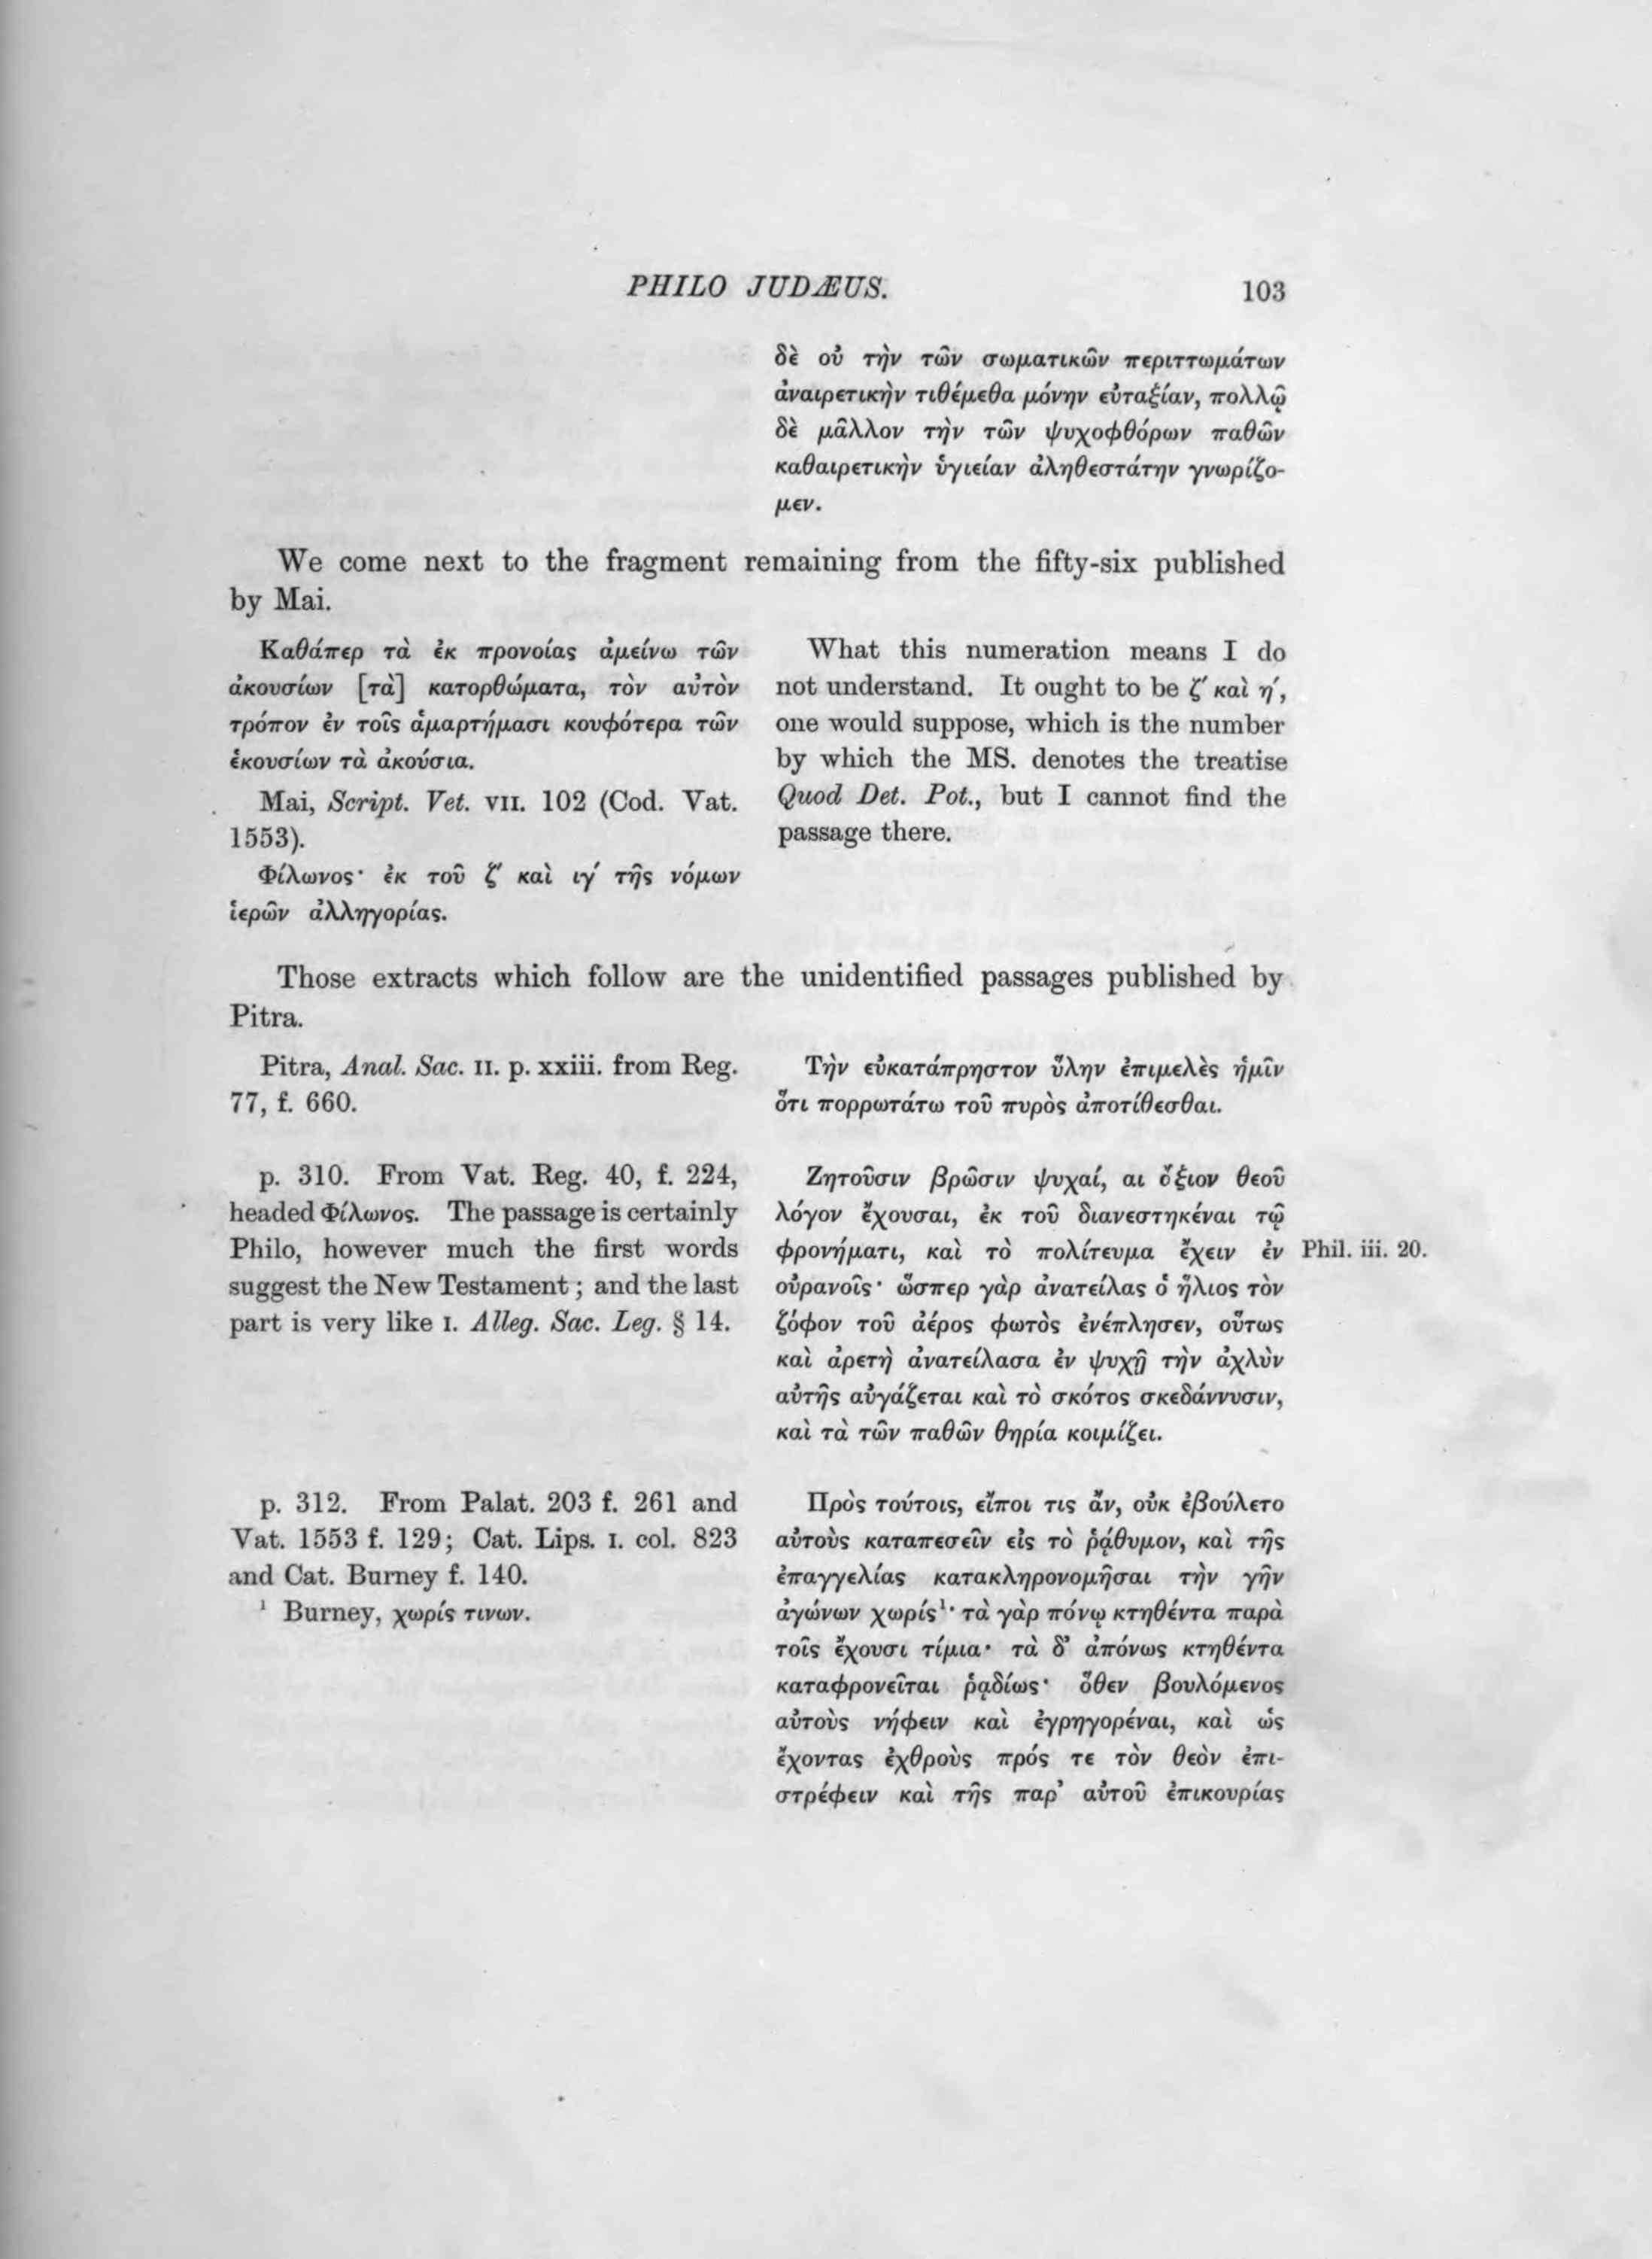 PHILO JUDÆUS. 103
δὲ οὐ τὴν τῶν σωματικῶν περιττωμάτων
ἀναιρετικὴν τιθέμεθα μόνην εὐταξίαν, πολλῷ
δὲ μᾶλλον τὴν τῶν ψυχοφθόρων παθῶν
καθαιρετικὴν ὑγιείαν ἀληθεστάτην γνωρίζο-
μεν.
We come next to the fragment remaining from the fifty-six published
by Mai.
Καθάπερ τὰ ἐκ προνοίας ἀμείνω τῶν
ἀκουσίων [τὰ] κατορθώματα, τὸν αὐτὸν
τρόπον ἐν τοῖς ἁμαρτήμασι κουφότερα τῶν
ἑκουσίων τὰ ἀκούσια.
Mai, Script. Vet. VII. 102 (Cod. Vat.
1553).
Φίλωνος· ἐκ τοῦ ζ′ καὶ ιγ′ τῆς νόμων
ἱερῶν ἀλληγορίας.
What this numeration means I do
not understand. It ought to be ζ′ καὶ η′,
one would suppose, which is the number
by which the MS. denotes the treatise
Quod Det. Pot., but I cannot find the
passage there.
Those extracts which follow are the unidentified passages published by
Pitra.
Pitra, Anal. Sac. II. p. xxiii. from Reg.
77, f. 660.
Τὴν εὐκατάπρηστον ὕλην ἐπιμελὲς ἡμῖν
ὅτι πορρωτάτω τοῦ πυρὸς ἀποτίθεσθαι.
p. 310. From Vat. Reg. 40, f. 224,
headed Φίλωνος. The passage is certainly
Philo, however much the first words
suggest the New Testament; and the last
part is very like I. Alleg. Sac. Leg. § 14.
Ζητοῦσιν βρῶσιν ψυχαί, αι ὄξιον θεοῦ
λόγον ἔχουσαι, ἐκ τοῦ διανεστηκέναι τῷ
φρονήματι, καὶ τὸ πολίτευμα ἔχειν ἐν
οὐρανοῖς· ὥσπερ γὰρ ἀνατείλας ὁ ἥλιος τὸν
ζόφον τοῦ ἀέρος φωτὸς ἐνέπλησεν, οὕτως
καὶ ἀρετὴ ἀνατείλασα ἐν ψυχῇ τὴν ἀχλὺν
αὐτῆς αὐγάζεται καὶ τὸ σκότος σκεδάννυσιν,
καὶ τὰ τῶν παθῶν θηρία κοιμίζει.
Phil. iii. 20.
p. 312. From Palat. 203 f. 261 and
Vat. 1553 f. 129; Cat. Lips. I. col. 823
and Cat. Burney f. 140.
¹ Burney, χωρίς τινων.
Πρὸς τούτοις, εἴποι τις ἄν, οὐκ ἐβούλετο
αὐτοὺς καταπεσεῖν εἰς τὸ ῥᾴθυμον, καὶ τῆς
ἐπαγγελίας κατακληρονομῆσαι τὴν γῆν
ἀγώνων χωρίς¹· τὰ γὰρ πόνῳ κτηθέντα παρὰ
τοῖς ἔχουσι τίμια· τὰ δ’ ἀπόνως κτηθέντα
καταφρονεῖται ῥᾳδίως· ὅθεν βουλόμενος
αὐτοὺς νήφειν καὶ ἐγρηγορέναι, καὶ ὡς
ἔχοντας ἐχθροὺς πρός τε τὸν θεὸν ἐπι-
στρέφειν καὶ τῆς παρ’ αὐτοῦ ἐπικουρίας